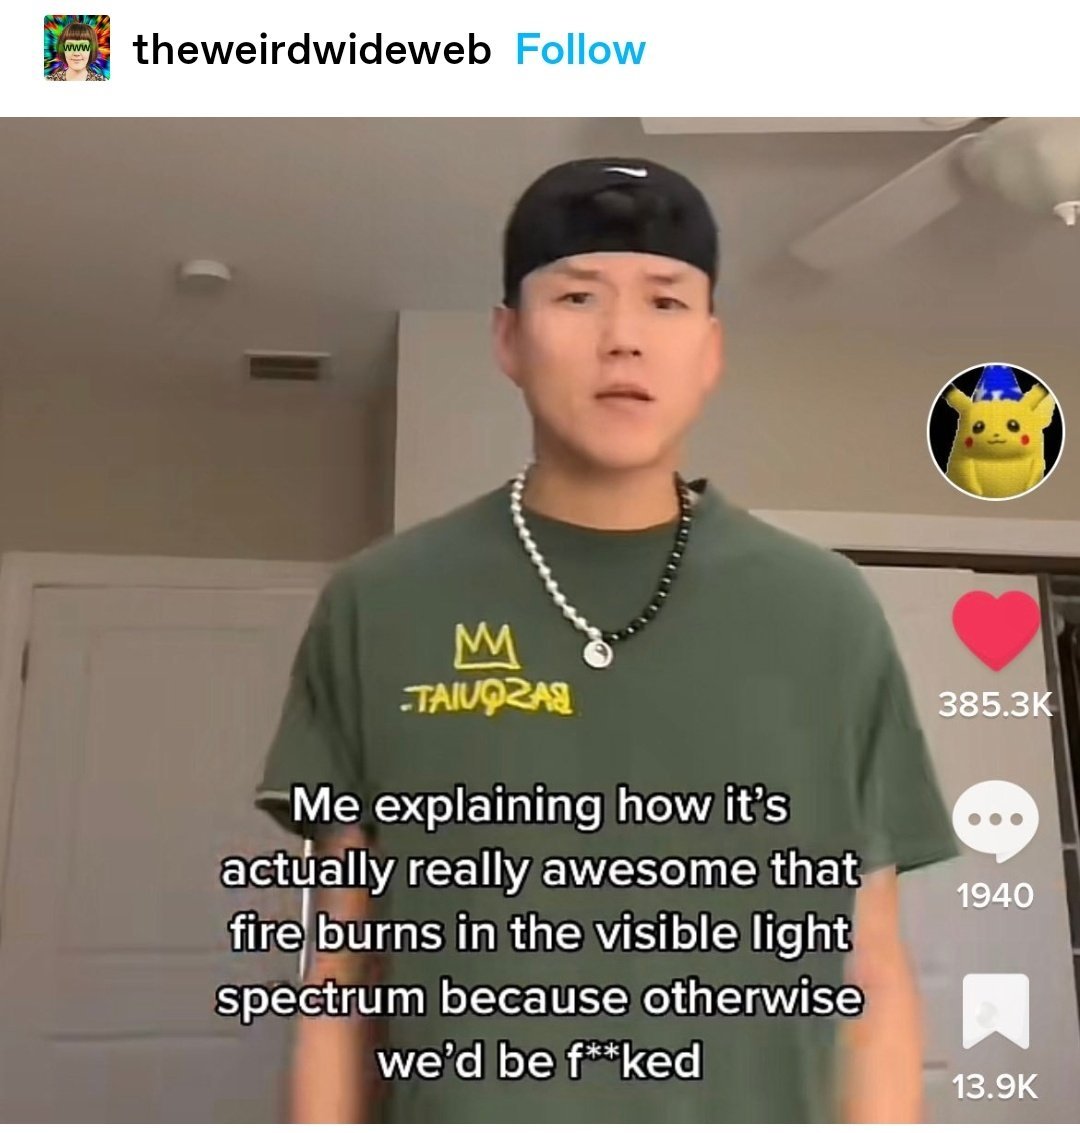 theweirdwideweb Follow
www
BASQUIAT-
385.3K
Me explaining how it's
actually really awesome that
fire burns in the visible light
1940
spectrum because otherwise
we'd be f**ked
13.9K